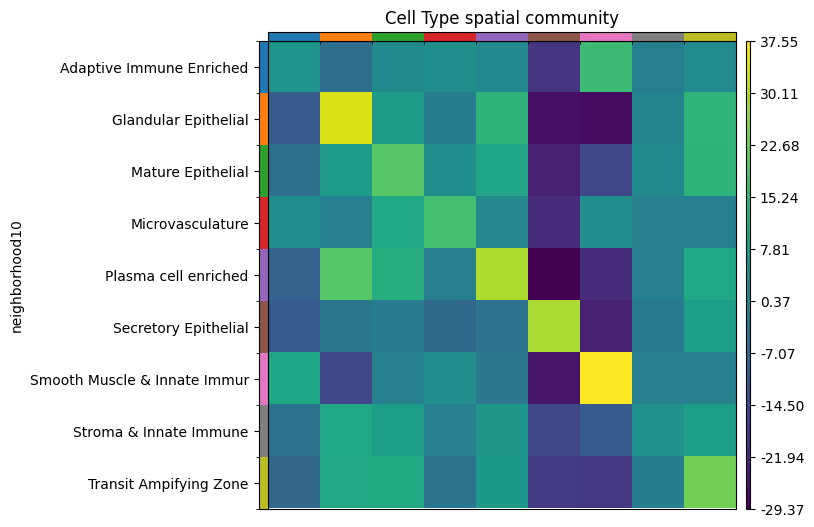 Cell Type spatial community
neighborhood10
Adaptive Immune Enriched
Glandular Epithelial
Mature Epithelial
Microvasculature
Plasma cell enriched
Secretory Epithelial
Smooth Muscle & Innate Immur
Stroma & Innate Immune
Transit Ampifying Zone
37.55
30.11
22.68
15.24
7.81
0.37
-7.07
-14.50
-21.94
-29.37